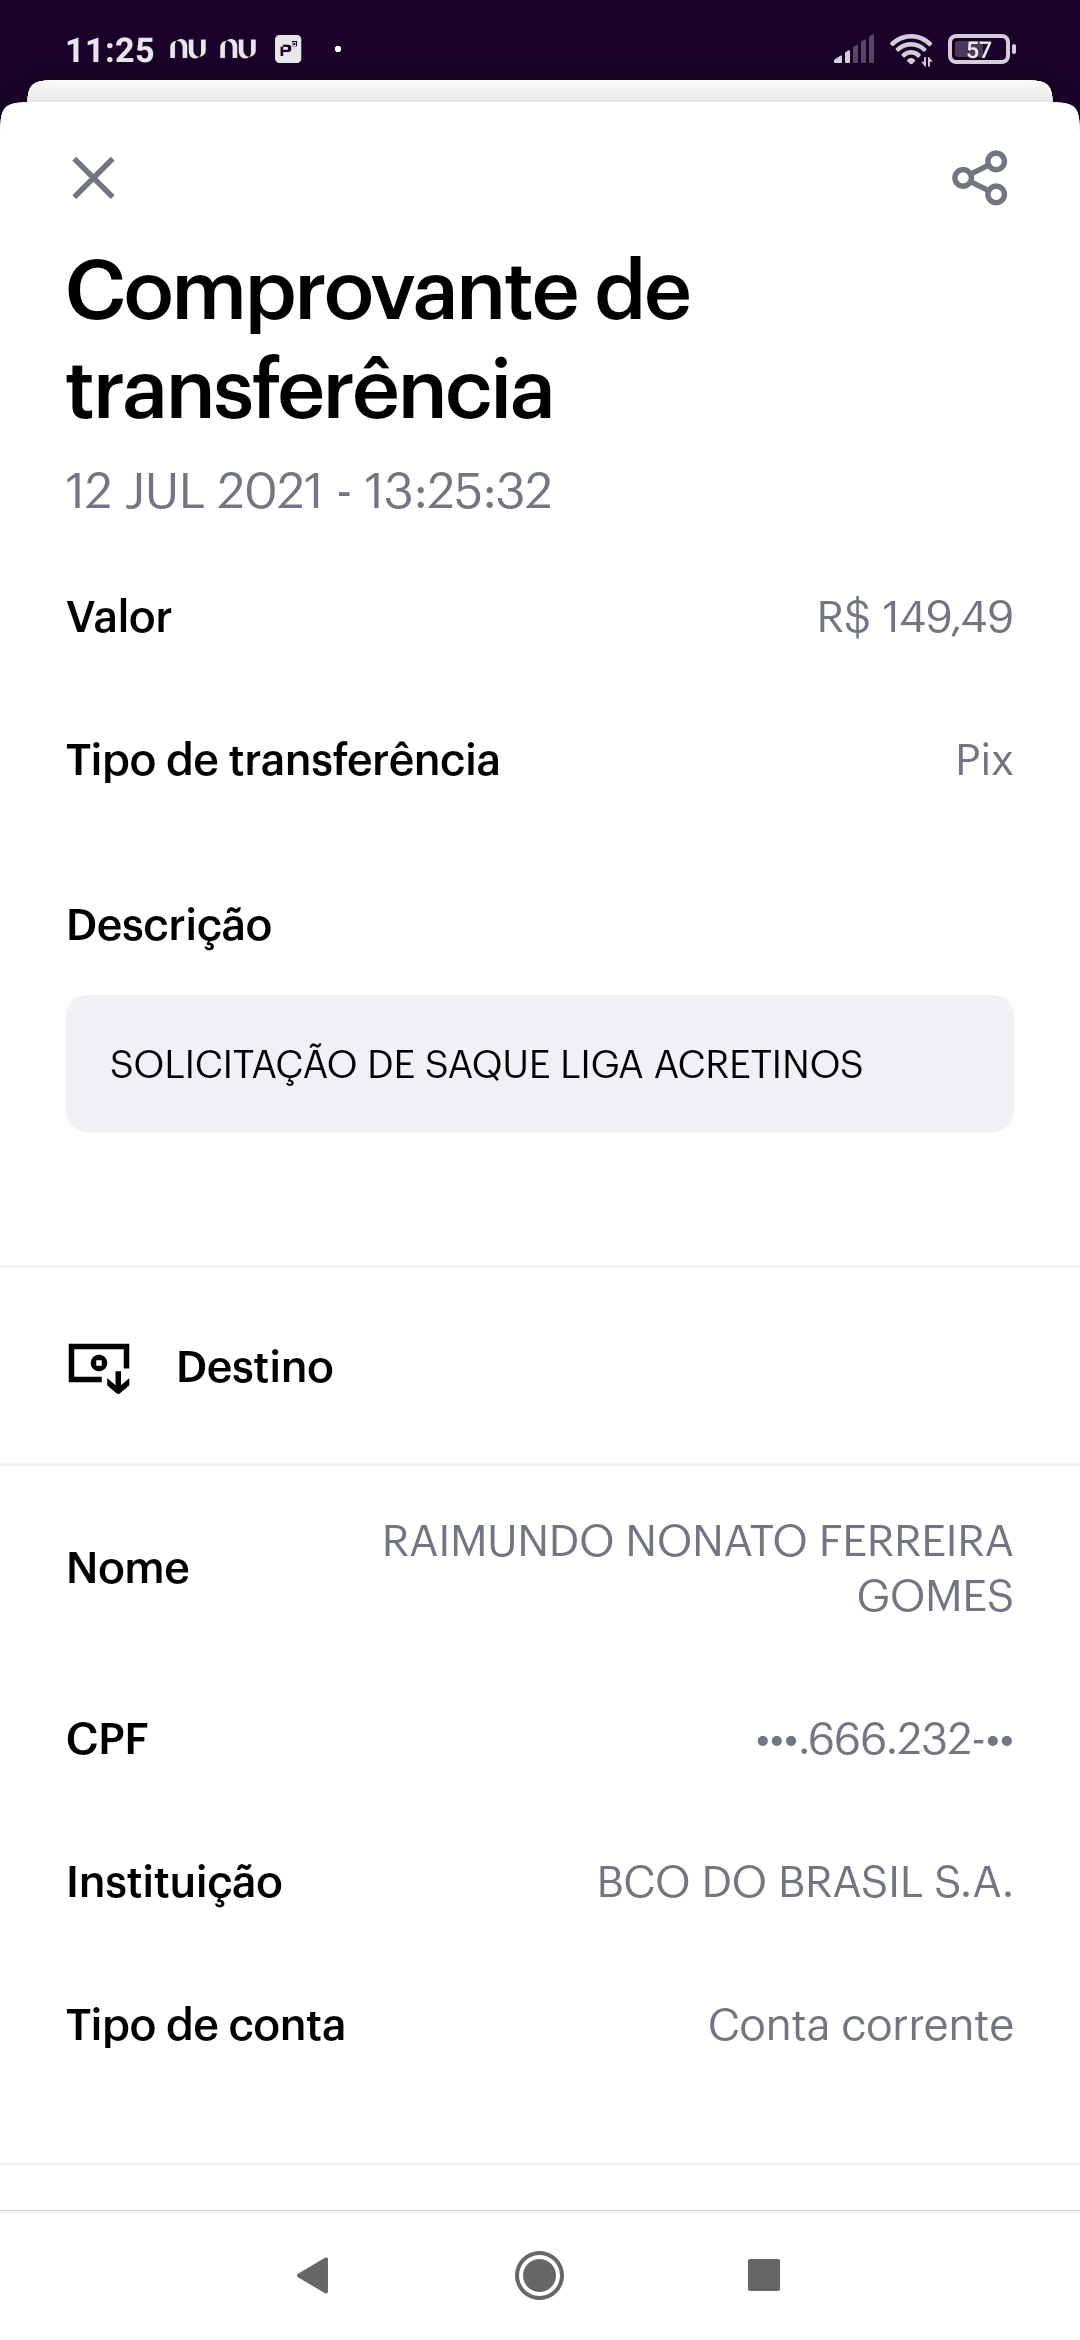 11:25 nu nu P 57
Comprovante de
transferência
12 JUL 2021 - 13:25:32
Valor R$ 149,49
Tipo de transferência Pix
Descrição
SOLICITAÇÃO DE SAQUE LIGA ACRETINOS
Destino
Nome RAIMUNDO NONATO FERREIRA
GOMES
CPF •••.666.232-••
Instituição BCO DO BRASIL S.A.
Tipo de conta Conta corrente